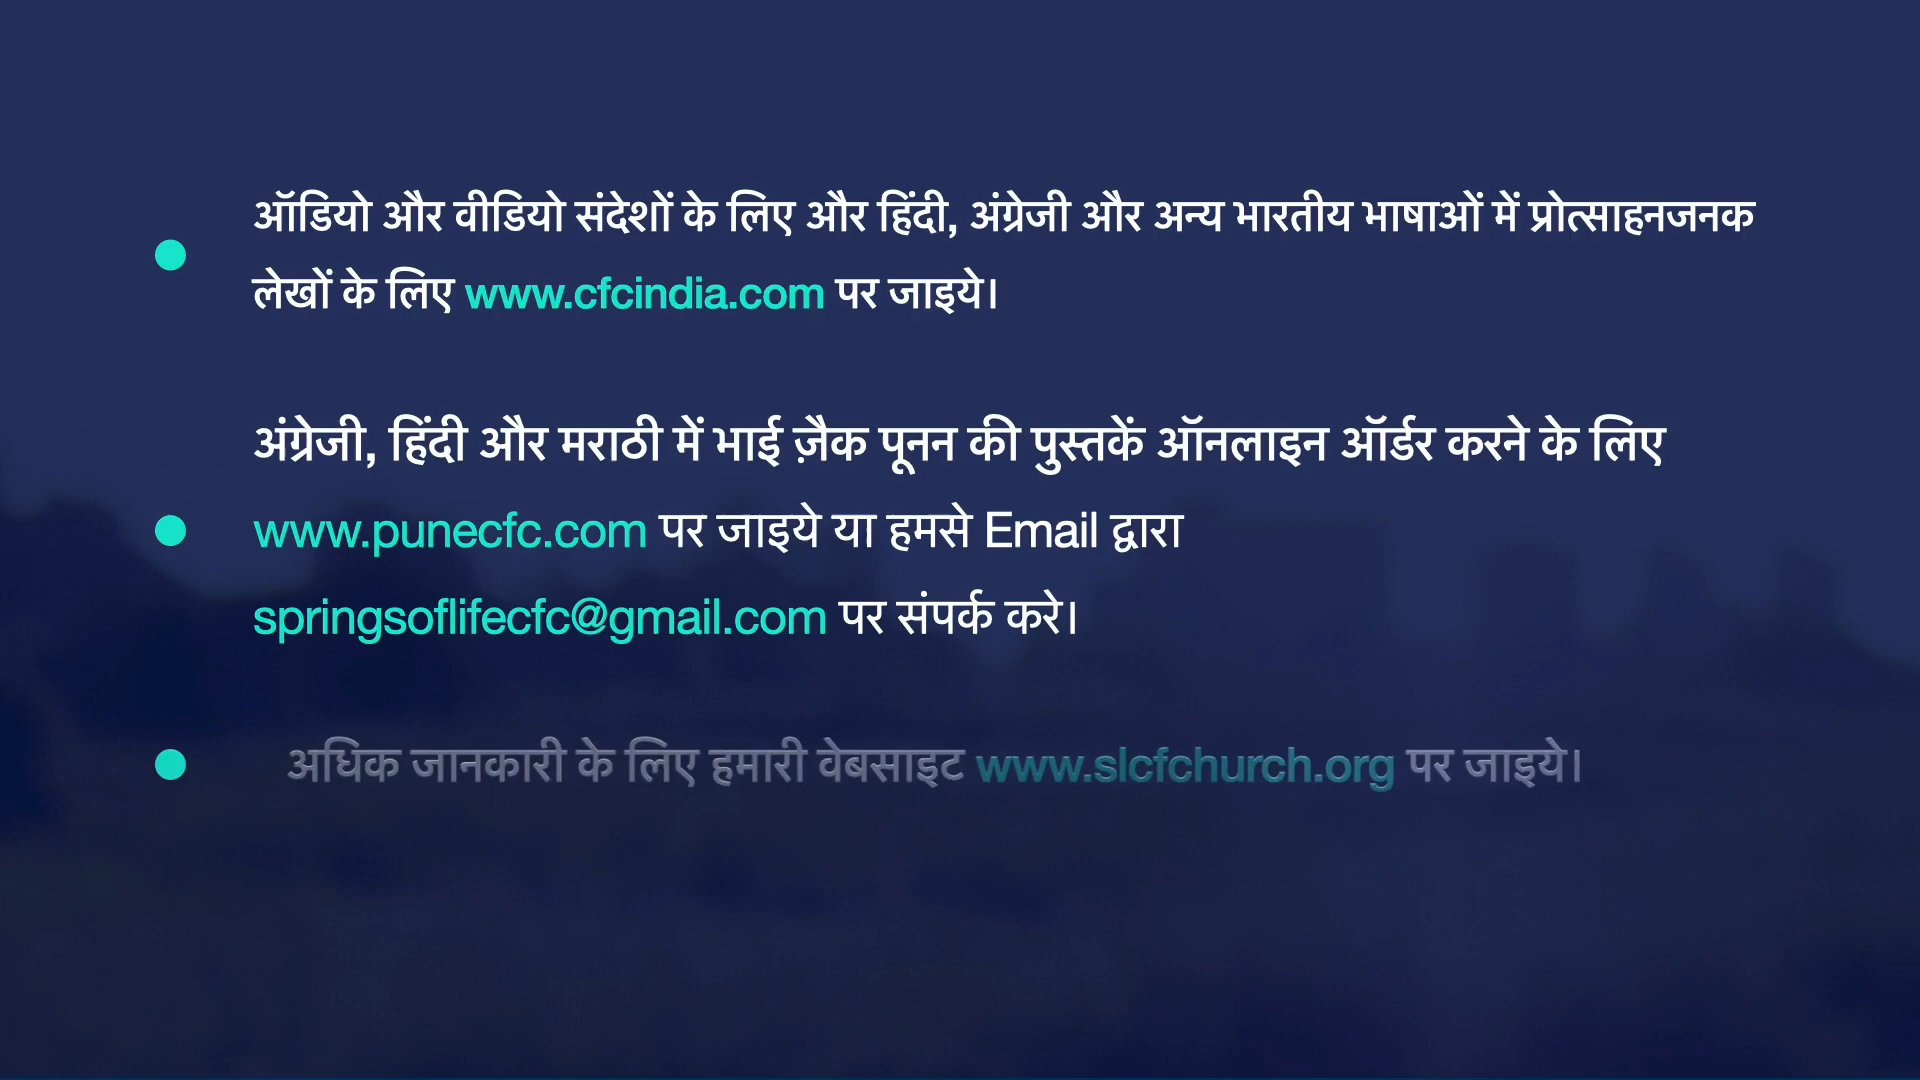 ऑडियो और वीडियो संदेशों के लिए और हिंदी, अंग्रेजी और अन्य भारतीय भाषाओं में प्रोत्साहनजनक
लेखों के लिए www.cfcindia.com पर जाइये।
अंग्रेजी, हिंदी और मराठी में भाई ज़ैक पूनन की पुस्तकें ऑनलाइन ऑर्डर करने के लिए
www.punecfc.com पर जाइये या हमसे Email द्वारा
springsoflifecfc@gmail.com पर संपर्क करे।
अधिक जानकारी के लिए हमारी वेबसाइट www.slcfchurch.org पर जाइये।